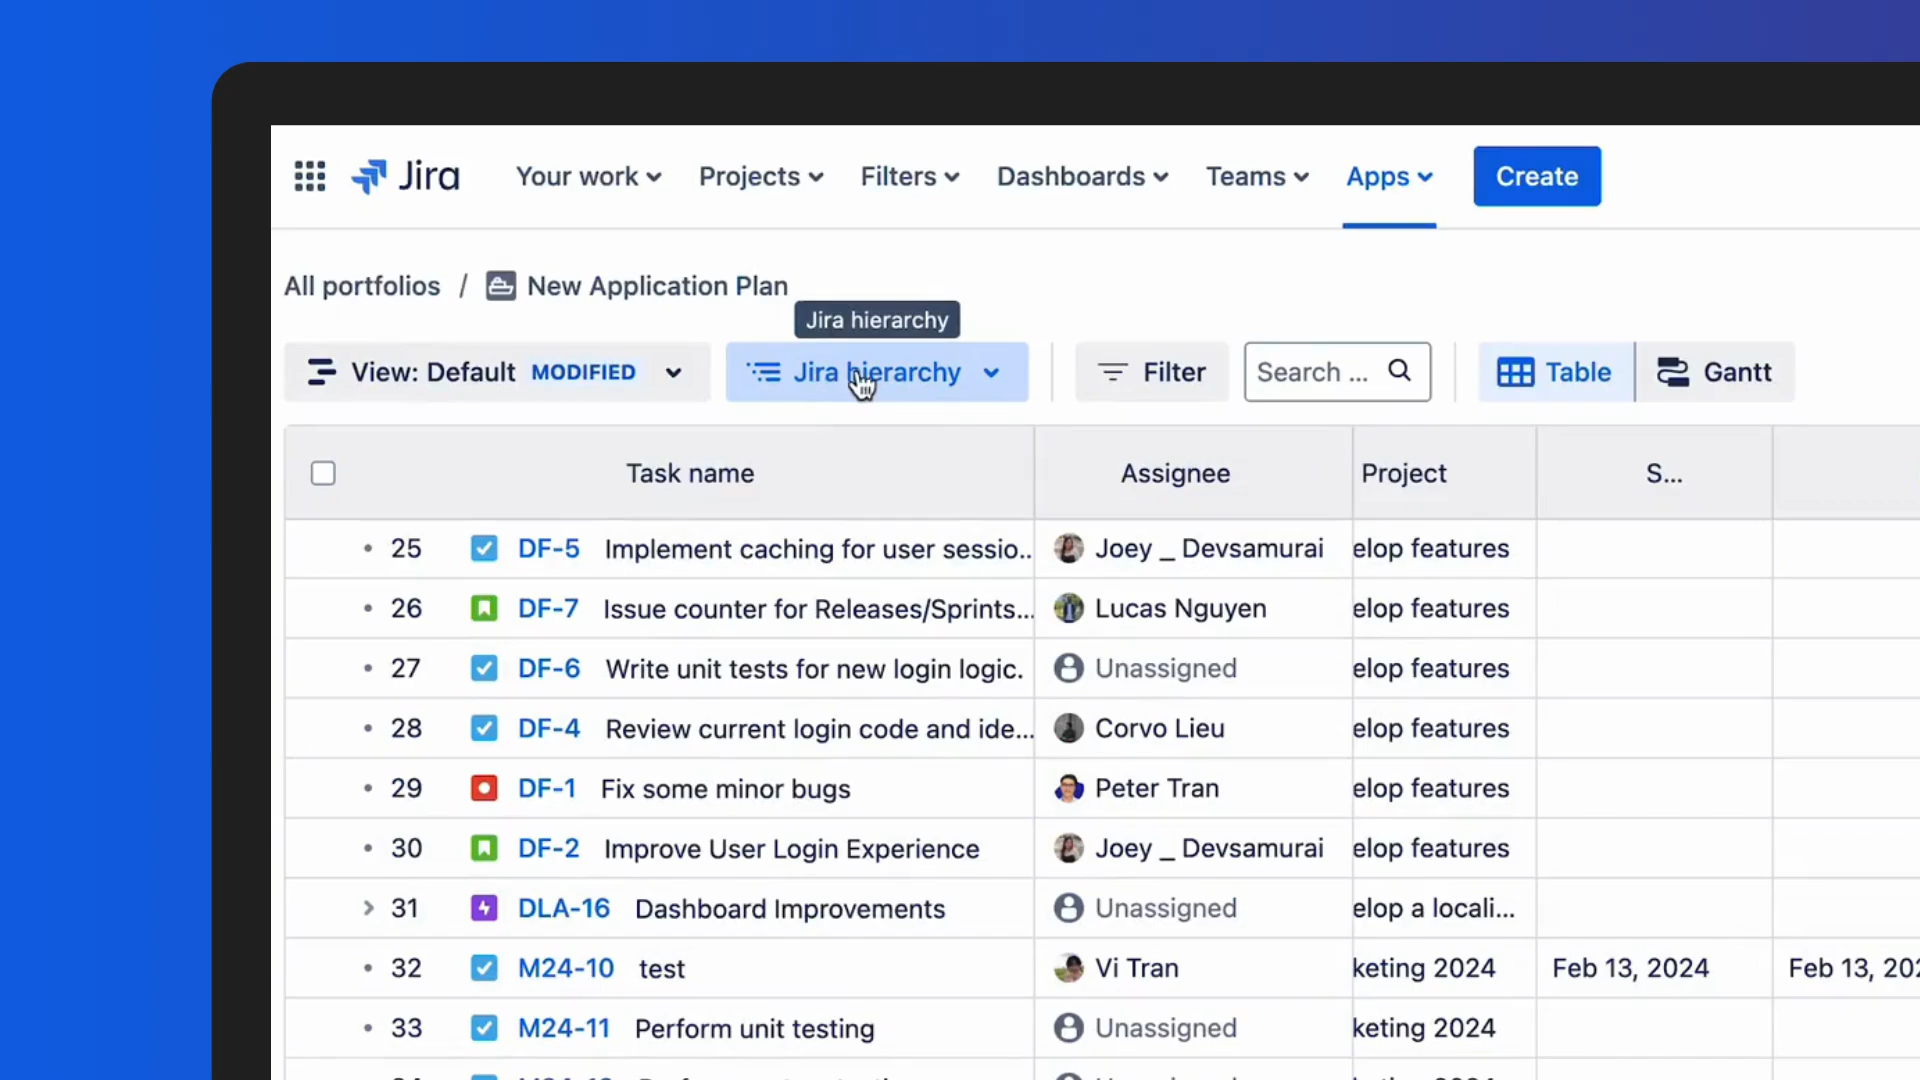 Jira Your work Projects Filters Dashboards Teams Apps Create
All portfolios / New Application Plan
Jira hierarchy
View: Default MODIFIED Jira hierarchy Filter Search ... Table Gantt
Task name Assignee Project S...
25 DF-5 Implement caching for user sessio.. Joey _ Devsamurai elop features
26 DF-7 Issue counter for Releases/Sprints... Lucas Nguyen elop features
27 DF-6 Write unit tests for new login logic. Unassigned elop features
28 DF-4 Review current login code and ide... Corvo Lieu elop features
29 DF-1 Fix some minor bugs Peter Tran elop features
30 DF-2 Improve User Login Experience Joey _ Devsamurai elop features
31 DLA-16 Dashboard Improvements Unassigned elop a locali...
32 M24-10 test Vi Tran keting 2024 Feb 13, 2024 Feb 13, 202
33 M24-11 Perform unit testing Unassigned keting 2024